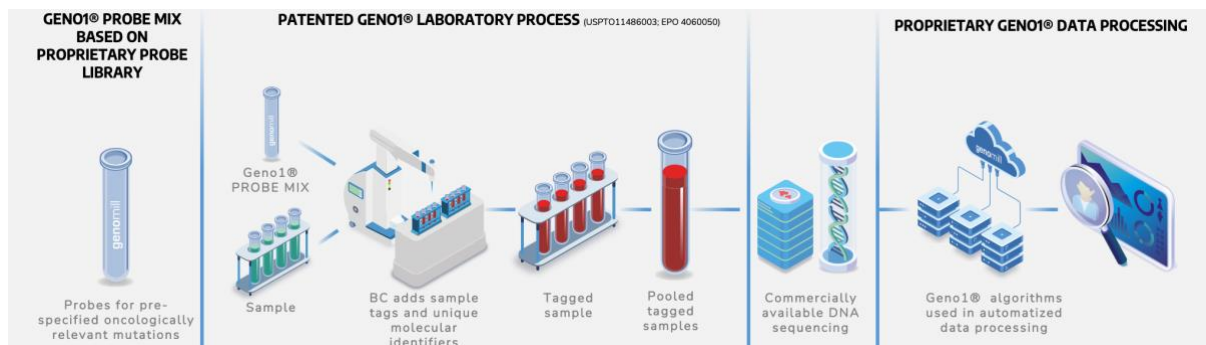 GENO1® PROBE MIX
BASED ON
PROPRIETARY PROBE
LIBRARY
genomill
Probes for pre-
specified oncologically
relevant mutations
PATENTED GENO1® LABORATORY PROCESS (USPTO11486003; EPO 4060050)
genomill
Geno1®
PROBE MIX
Sample
BC adds sample
tags and unique
molecular
identifiers
Tagged
sample
Pooled
tagged
samples
Commercially
available DNA
sequencing
PROPRIETARY GENO1® DATA PROCESSING
genomill
Geno1® algorithms
used in automatized
data processing